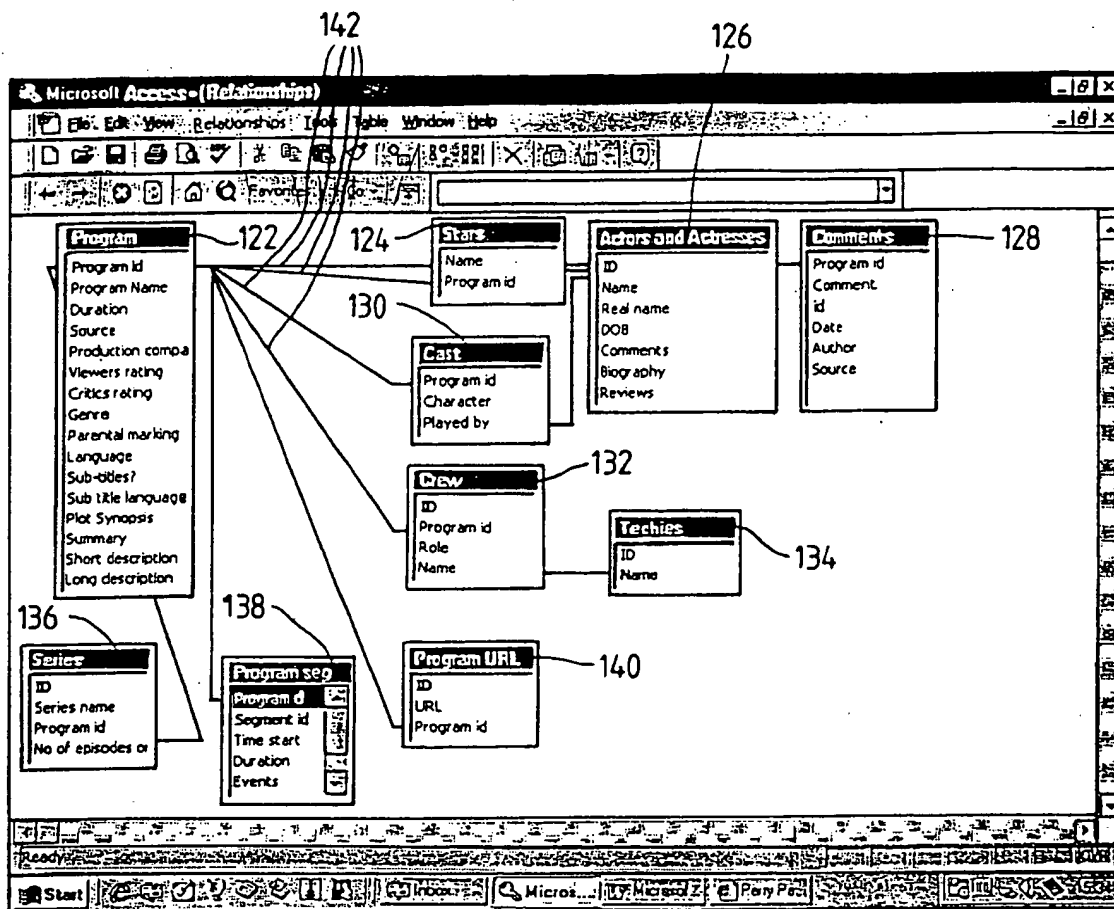 142
126
Microsoft Access - (Relationships)
File Edit View Relationships Tools Table Window Help
Favorites Go
Program
Program id
Program Name
Duration
Source
Production compa
Viewers rating
Critics rating
Genre
Parental marking
Language
Sub-titles?
Sub title language
Plot Synopsis
Summary
Short description
Long description
122
124
Stars
Name
Program id
Actors and Actresses
ID
Name
Real name
DOB
Comments
Biography
Reviews
Comments
Program id
Comment
id
Date
Author
Source
128
130
Cast
Program id
Character
Played by
Crew
ID
Program id
Role
Name
132
Techies
ID
Name
134
136
Series
ID
Series name
Program id
No of episodes or
138
Program seg
Program d
Segment id
Time start
Duration
Events
Program URL
ID
URL
Program id
140
Ready
Start
Inbox
Micros...
Microsof